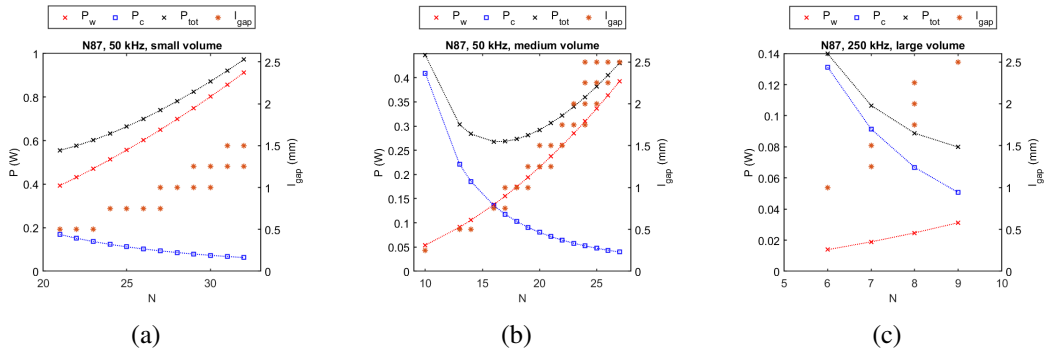 P_w P_c P_tot l_gap
N87, 50 kHz, small volume
P (W)
1
0.8
0.6
0.4
0.2
0
2.5
2
1.5
1
0.5
0
l_gap (mm)
20 25 30
N
(a)
P_w P_c P_tot l_gap
N87, 50 kHz, medium volume
P (W)
0.4
0.35
0.3
0.25
0.2
0.15
0.1
0.05
0
2.5
2
1.5
1
0.5
0
l_gap (mm)
10 15 20 25
N
(b)
P_w P_c P_tot l_gap
N87, 250 kHz, large volume
P (W)
0.14
0.12
0.1
0.08
0.06
0.04
0.02
0
2.5
2
1.5
1
0.5
0
l_gap (mm)
5 6 7 8 9 10
N
(c)